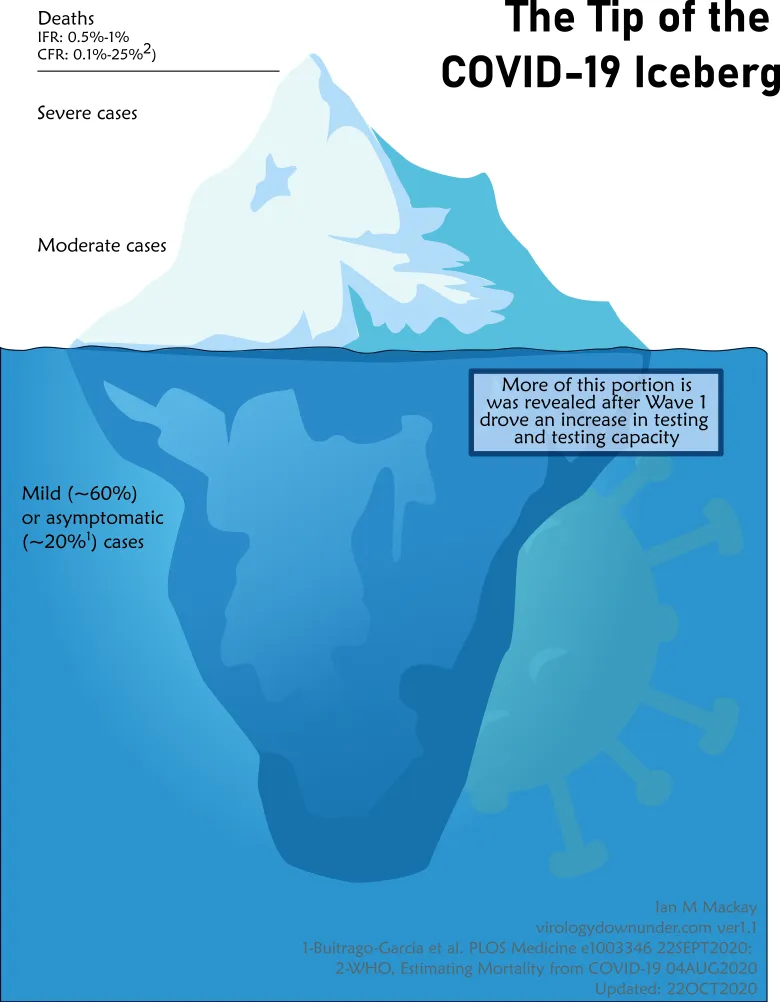 The Tip of the
COVID-19 Iceberg
Deaths
IFR: 0.5%-1%
CFR: 0.1%-25%2)
Severe cases
Moderate cases
More of this portion is
was revealed after Wave 1
drove an increase in testing
and testing capacity
Mild (~60%)
or asymptomatic
(~20%1) cases
Ian M Mackay
virologydownunder.com ver1.1
1-Buitrago-Garcia et al. PLOS Medicine e1003346 22SEPT2020;
2-WHO, Estimating Mortality from COVID-19 04AUG2020
Updated: 22OCT2020